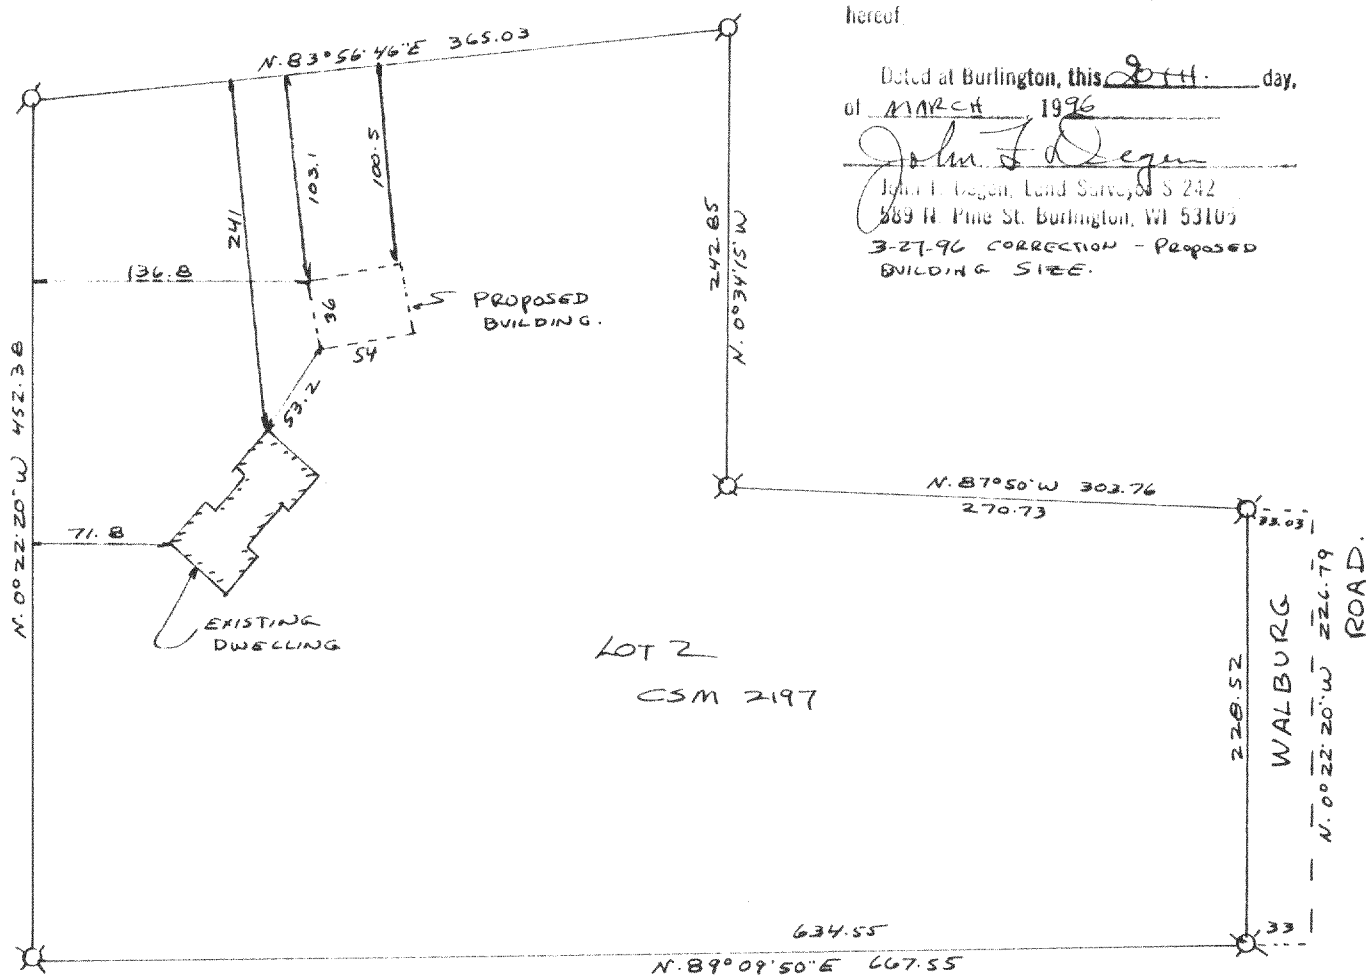 hereof
Dated at Burlington, this 20TH. day,
of MARCH 1996
John F Degen
John F. Degen, Land Surveyor S 242
589 N. Pine St. Burlington, WI 53105
3-27-96 CORRECTION - PROPOSED
BUILDING SIZE.
N. 83°56'46"E 365.03
241
103.1
100.5
136.8
36
54
PROPOSED
BUILDING.
53.2
242.85
N. 0°34'15"W
N. 0°22'20"W 452.38
71.8
EXISTING
DWELLING
N. 87°50'W 303.76
270.73
33.03
LOT 2
CSM 2197
228.52
WALBURG
ROAD.
N. 0°22'20"W 226.79
634.55
33
N. 89°09'50"E 667.55